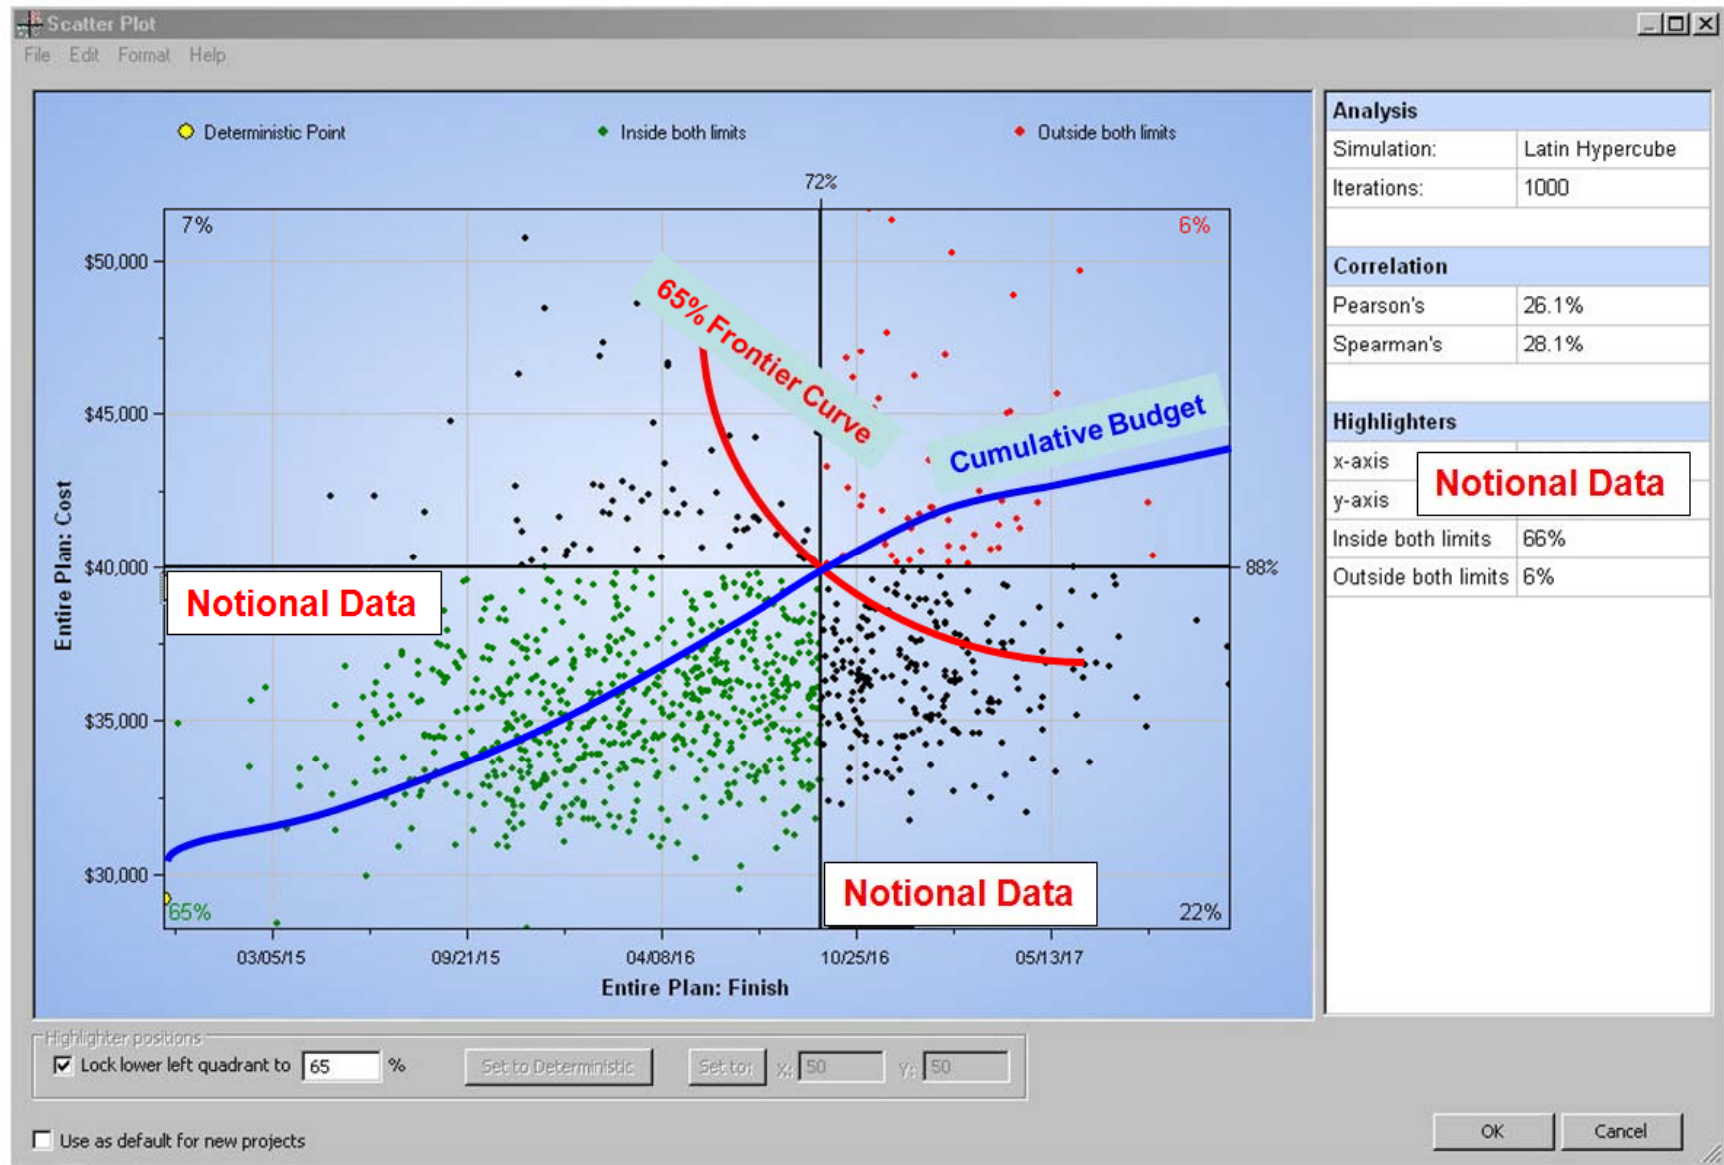 Scatter Plot
File Edit Format Help
Deterministic Point
Inside both limits
Outside both limits
72%
7%
6%
$50,000
$45,000
$40,000
$35,000
$30,000
Entire Plan: Cost
65% Frontier Curve
Cumulative Budget
88%
Notional Data
Notional Data
65%
22%
03/05/15
09/21/15
04/08/16
10/25/16
05/13/17
Entire Plan: Finish
Analysis
Simulation: Latin Hypercube
Iterations: 1000
Correlation
Pearson's 26.1%
Spearman's 28.1%
Highlighters
x-axis
Notional Data
y-axis
Inside both limits 66%
Outside both limits 6%
Highlighter positions
Lock lower left quadrant to 65 %
Set to Deterministic
Set to: X: 50 Y: 50
Use as default for new projects
OK
Cancel